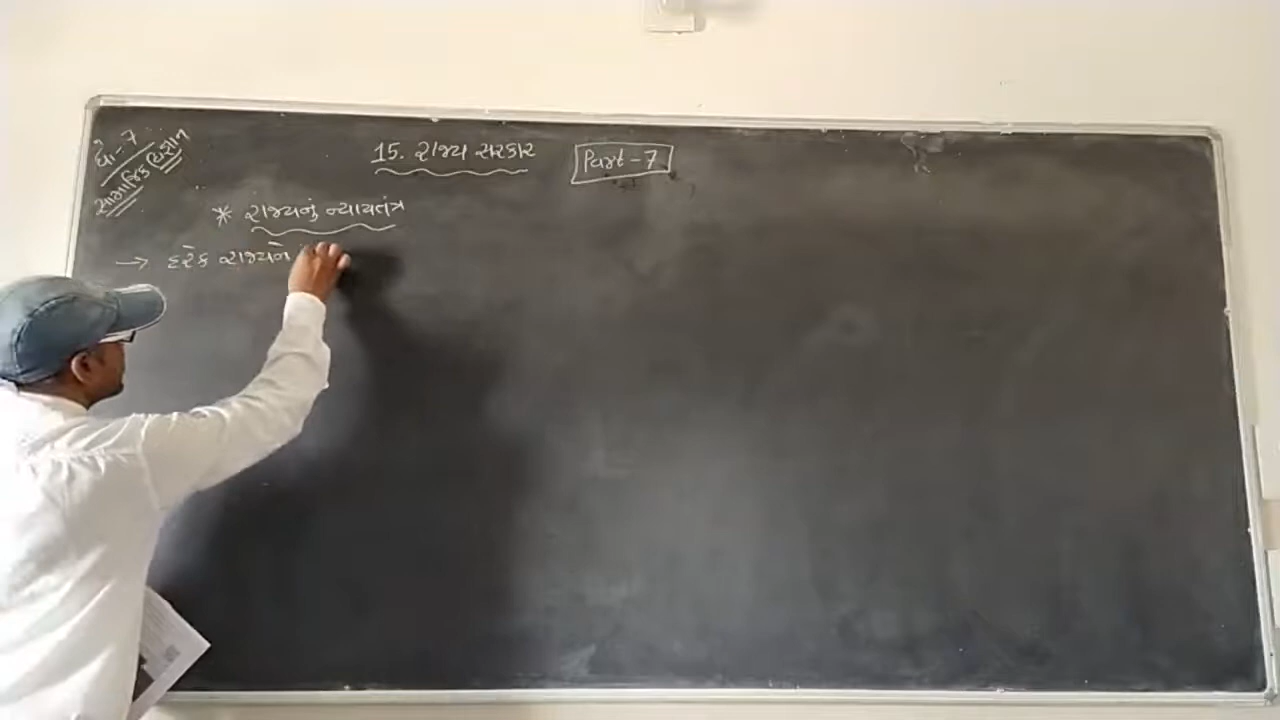 ધો-7
સામાજિક વિજ્ઞાન
15. રાજ્ય સરકાર
Part-7
* રાજ્યનું ન્યાયતંત્ર
→ દરેક રાજ્યને